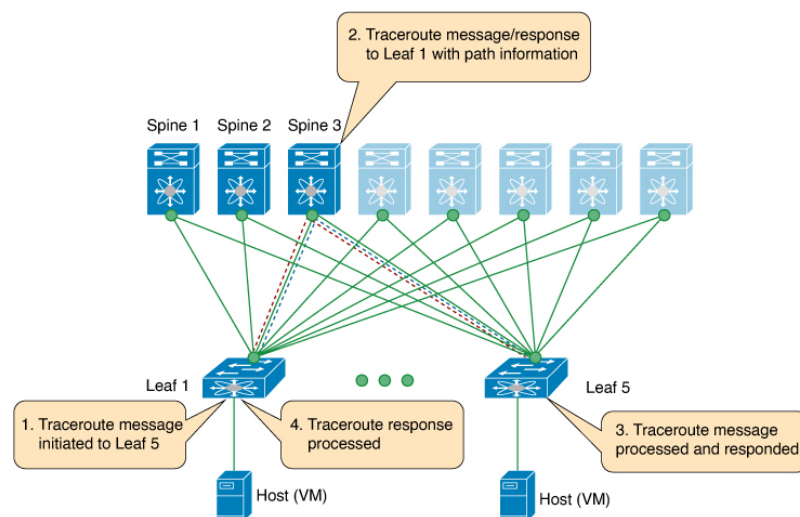 2. Traceroute message/response
to Leaf 1 with path information
Spine 1 Spine 2 Spine 3
Leaf 1
Leaf 5
1. Traceroute message
initiated to Leaf 5
4. Traceroute response
processed
3. Traceroute message
processed and responded
Host (VM)
Host (VM)